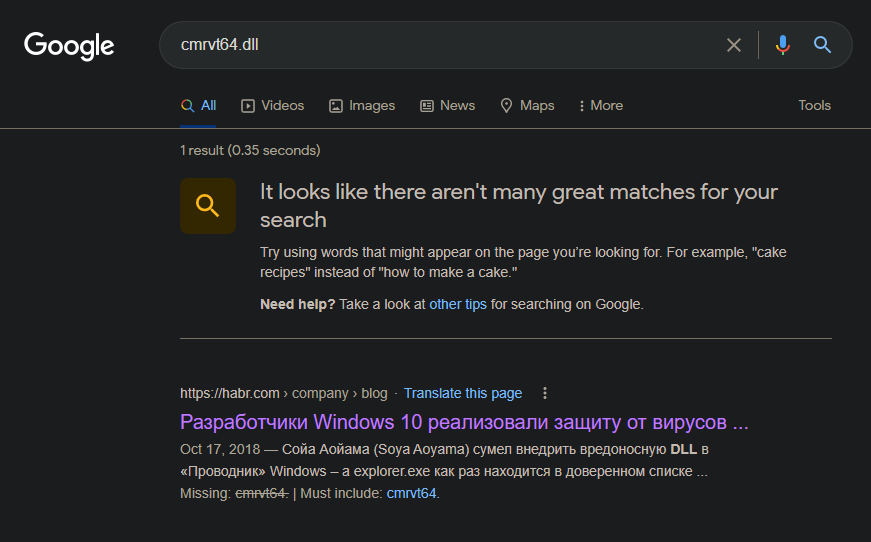 Google
cmrvt64.dll
All Videos Images News Maps More Tools
1 result (0.35 seconds)
It looks like there aren't many great matches for your
search
Try using words that might appear on the page you’re looking for. For example, "cake
recipes" instead of "how to make a cake."
Need help? Take a look at other tips for searching on Google.
https://habr.com › company › blog · Translate this page
Разработчики Windows 10 реализовали защиту от вирусов ...
Oct 17, 2018 — Сойа Аойама (Soya Aoyama) сумел внедрить вредоносную DLL в
«Проводник» Windows – а explorer.exe как раз находится в доверенном списке ...
Missing: cmrvt64. | Must include: cmrvt64.